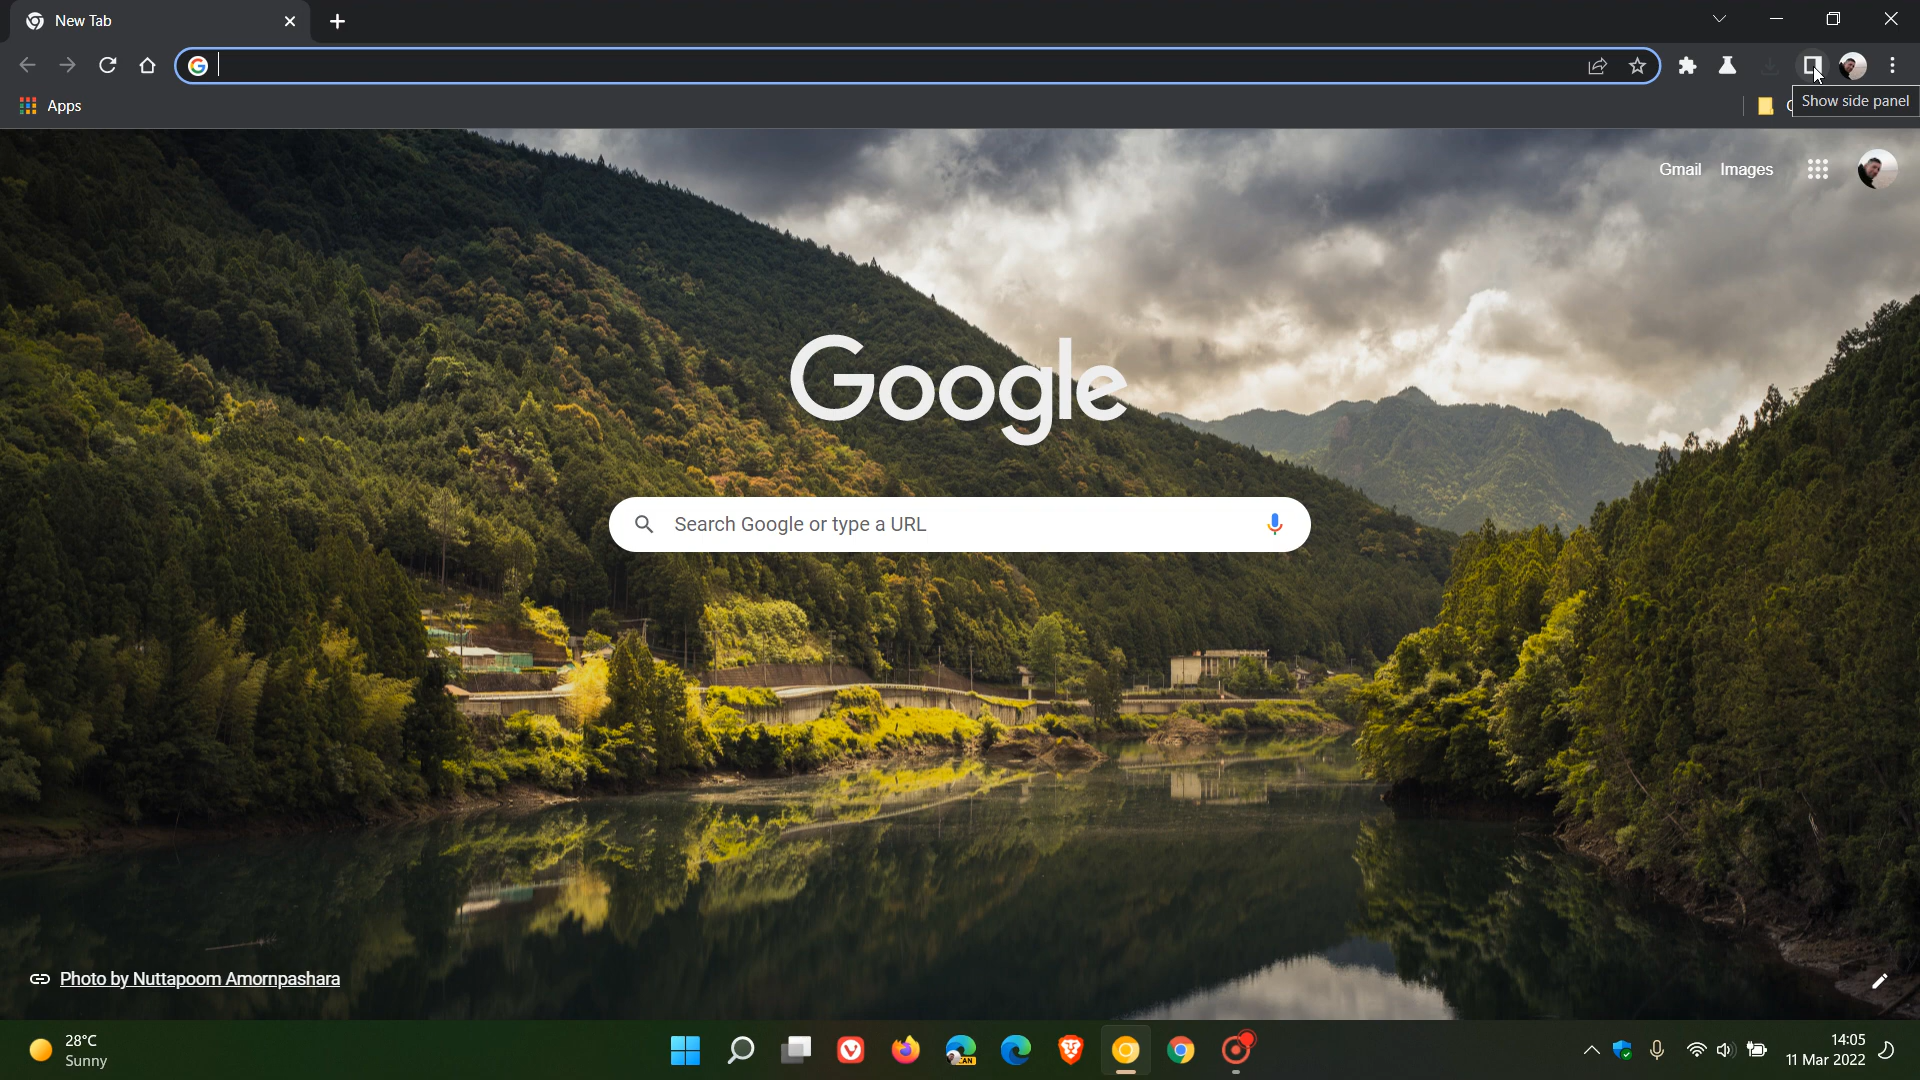 New Tab
Apps
Show side panel
Gmail Images
Google
Search Google or type a URL
Photo by Nuttapoom Amornpashara
28°C
Sunny
CAN
14:05
11 Mar 2022